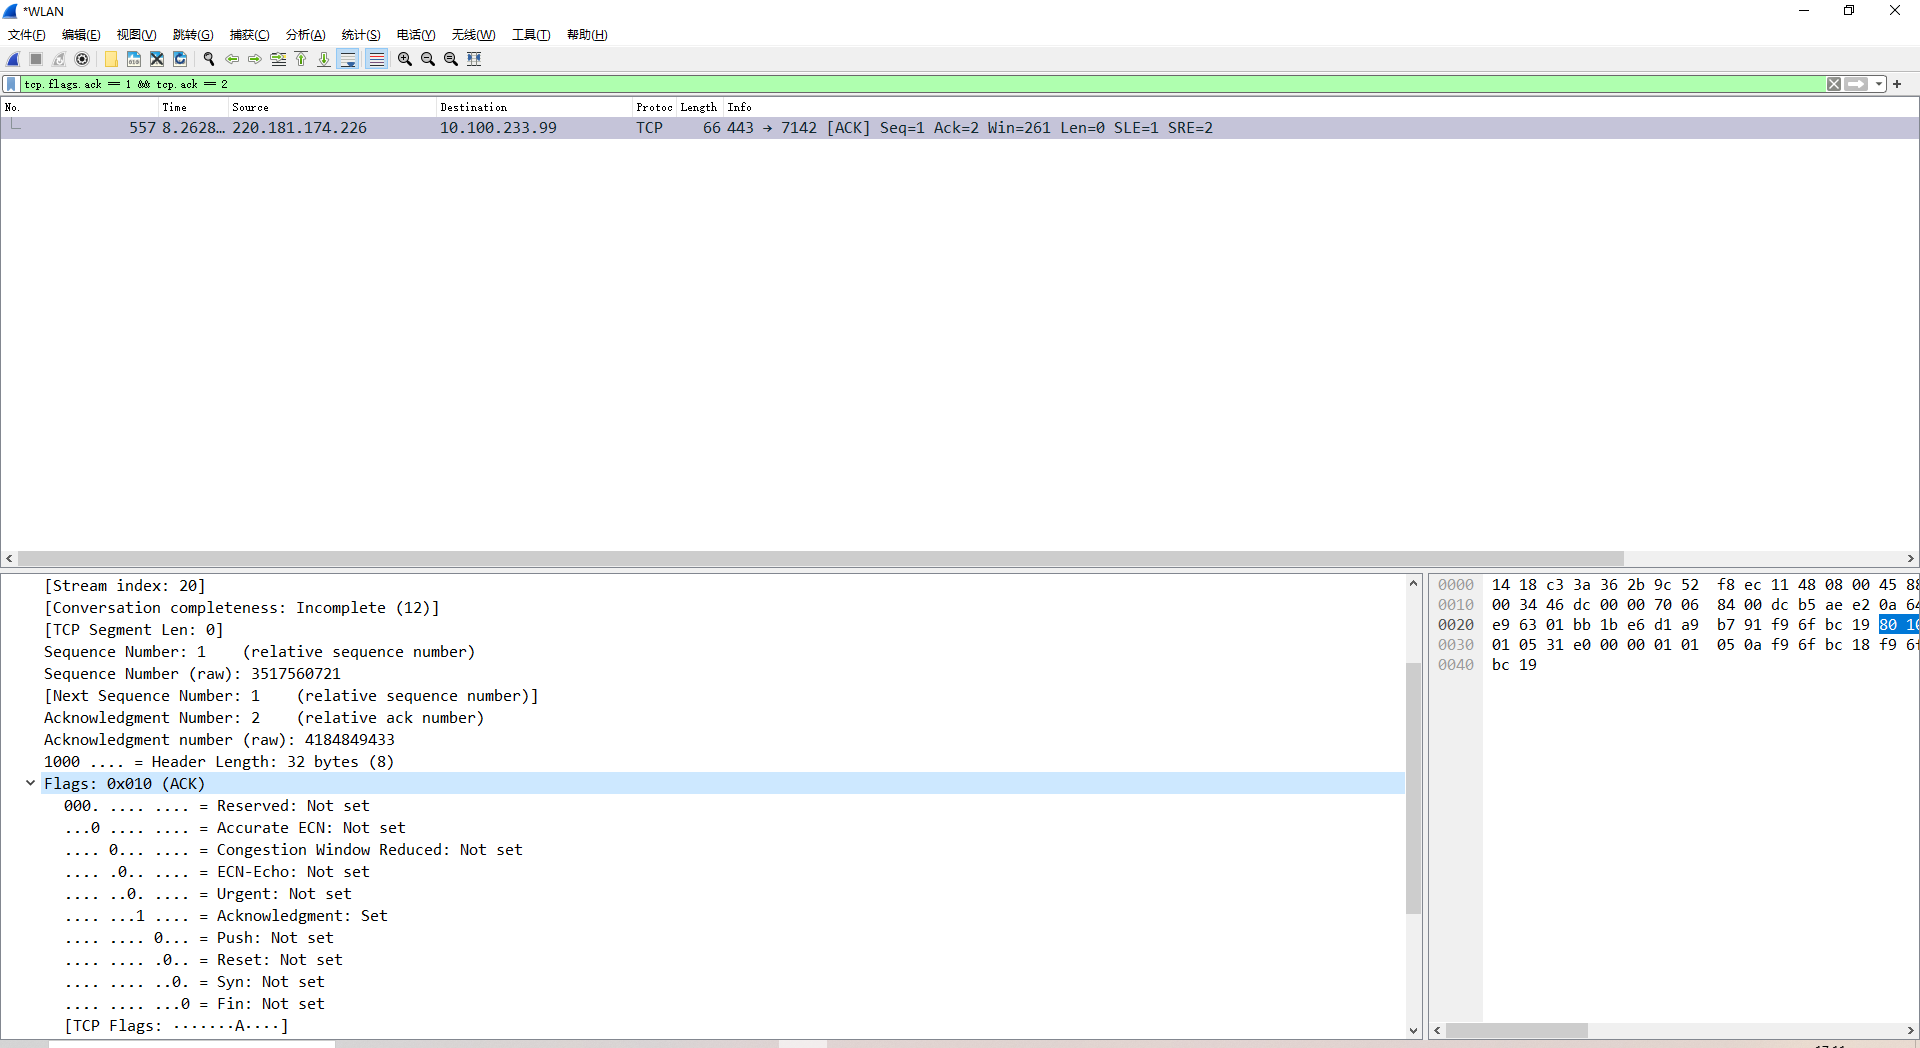 *WLAN
文件(F) 编辑(E) 视图(V) 跳转(G) 捕获(C) 分析(A) 统计(S) 电话(Y) 无线(W) 工具(T) 帮助(H)
tcp.flags.ack == 1 && tcp.ack == 2
No. Time Source Destination Protoc Length Info
557 8.2628… 220.181.174.226 10.100.233.99 TCP 66 443 → 7142 [ACK] Seq=1 Ack=2 Win=261 Len=0 SLE=1 SRE=2
[Stream index: 20]
[Conversation completeness: Incomplete (12)]
[TCP Segment Len: 0]
Sequence Number: 1    (relative sequence number)
Sequence Number (raw): 3517560721
[Next Sequence Number: 1    (relative sequence number)]
Acknowledgment Number: 2    (relative ack number)
Acknowledgment number (raw): 4184849433
1000 .... = Header Length: 32 bytes (8)
Flags: 0x010 (ACK)
000. .... .... = Reserved: Not set
...0 .... .... = Accurate ECN: Not set
.... 0... .... = Congestion Window Reduced: Not set
.... .0.. .... = ECN-Echo: Not set
.... ..0. .... = Urgent: Not set
.... ...1 .... = Acknowledgment: Set
.... .... 0... = Push: Not set
.... .... .0.. = Reset: Not set
.... .... ..0. = Syn: Not set
.... .... ...0 = Fin: Not set
[TCP Flags: ·······A····]
0000 14 18 c3 3a 36 2b 9c 52 f8 ec 11 48 08 00 45 88
0010 00 34 46 dc 00 00 70 06 84 00 dc b5 ae e2 0a 64
0020 e9 63 01 bb 1b e6 d1 a9 b7 91 f9 6f bc 19 80 10
0030 01 05 31 e0 00 00 01 01 05 0a f9 6f bc 18 f9 6f
0040 bc 19